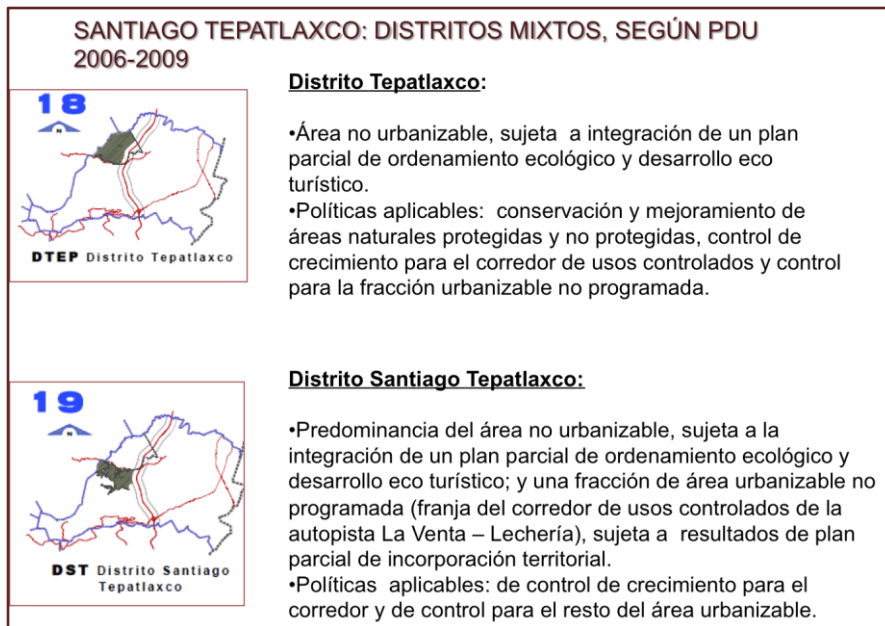 SANTIAGO TEPATLAXCO: DISTRITOS MIXTOS, SEGÚN PDU
2006-2009
18
N
DTEP Distrito Tepatlaxco
Distrito Tepatlaxco:
•Área no urbanizable, sujeta a integración de un plan
parcial de ordenamiento ecológico y desarrollo eco
turístico.
•Políticas aplicables: conservación y mejoramiento de
áreas naturales protegidas y no protegidas, control de
crecimiento para el corredor de usos controlados y control
para la fracción urbanizable no programada.
19
N
DST Distrito Santiago
Tepatlaxco
Distrito Santiago Tepatlaxco:
•Predominancia del área no urbanizable, sujeta a la
integración de un plan parcial de ordenamiento ecológico y
desarrollo eco turístico; y una fracción de área urbanizable no
programada (franja del corredor de usos controlados de la
autopista La Venta – Lechería), sujeta a resultados de plan
parcial de incorporación territorial.
•Políticas aplicables: de control de crecimiento para el
corredor y de control para el resto del área urbanizable.